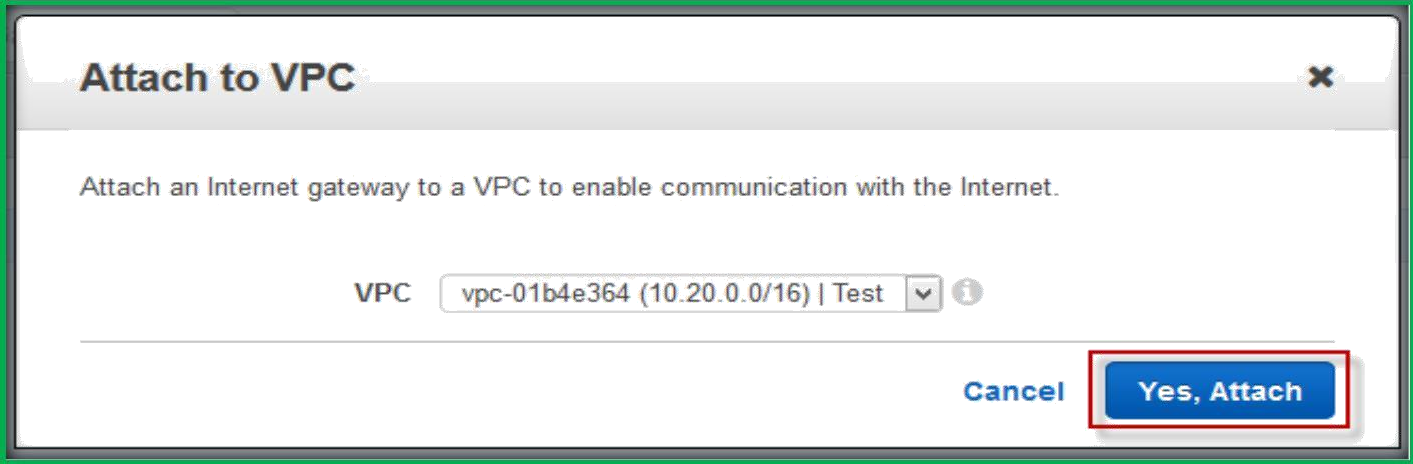 Attach to VPC
Attach an Internet gateway to a VPC to enable communication with the Internet.
VPC vpc-01b4e364 (10.20.0.0/16) | Test
Cancel Yes, Attach